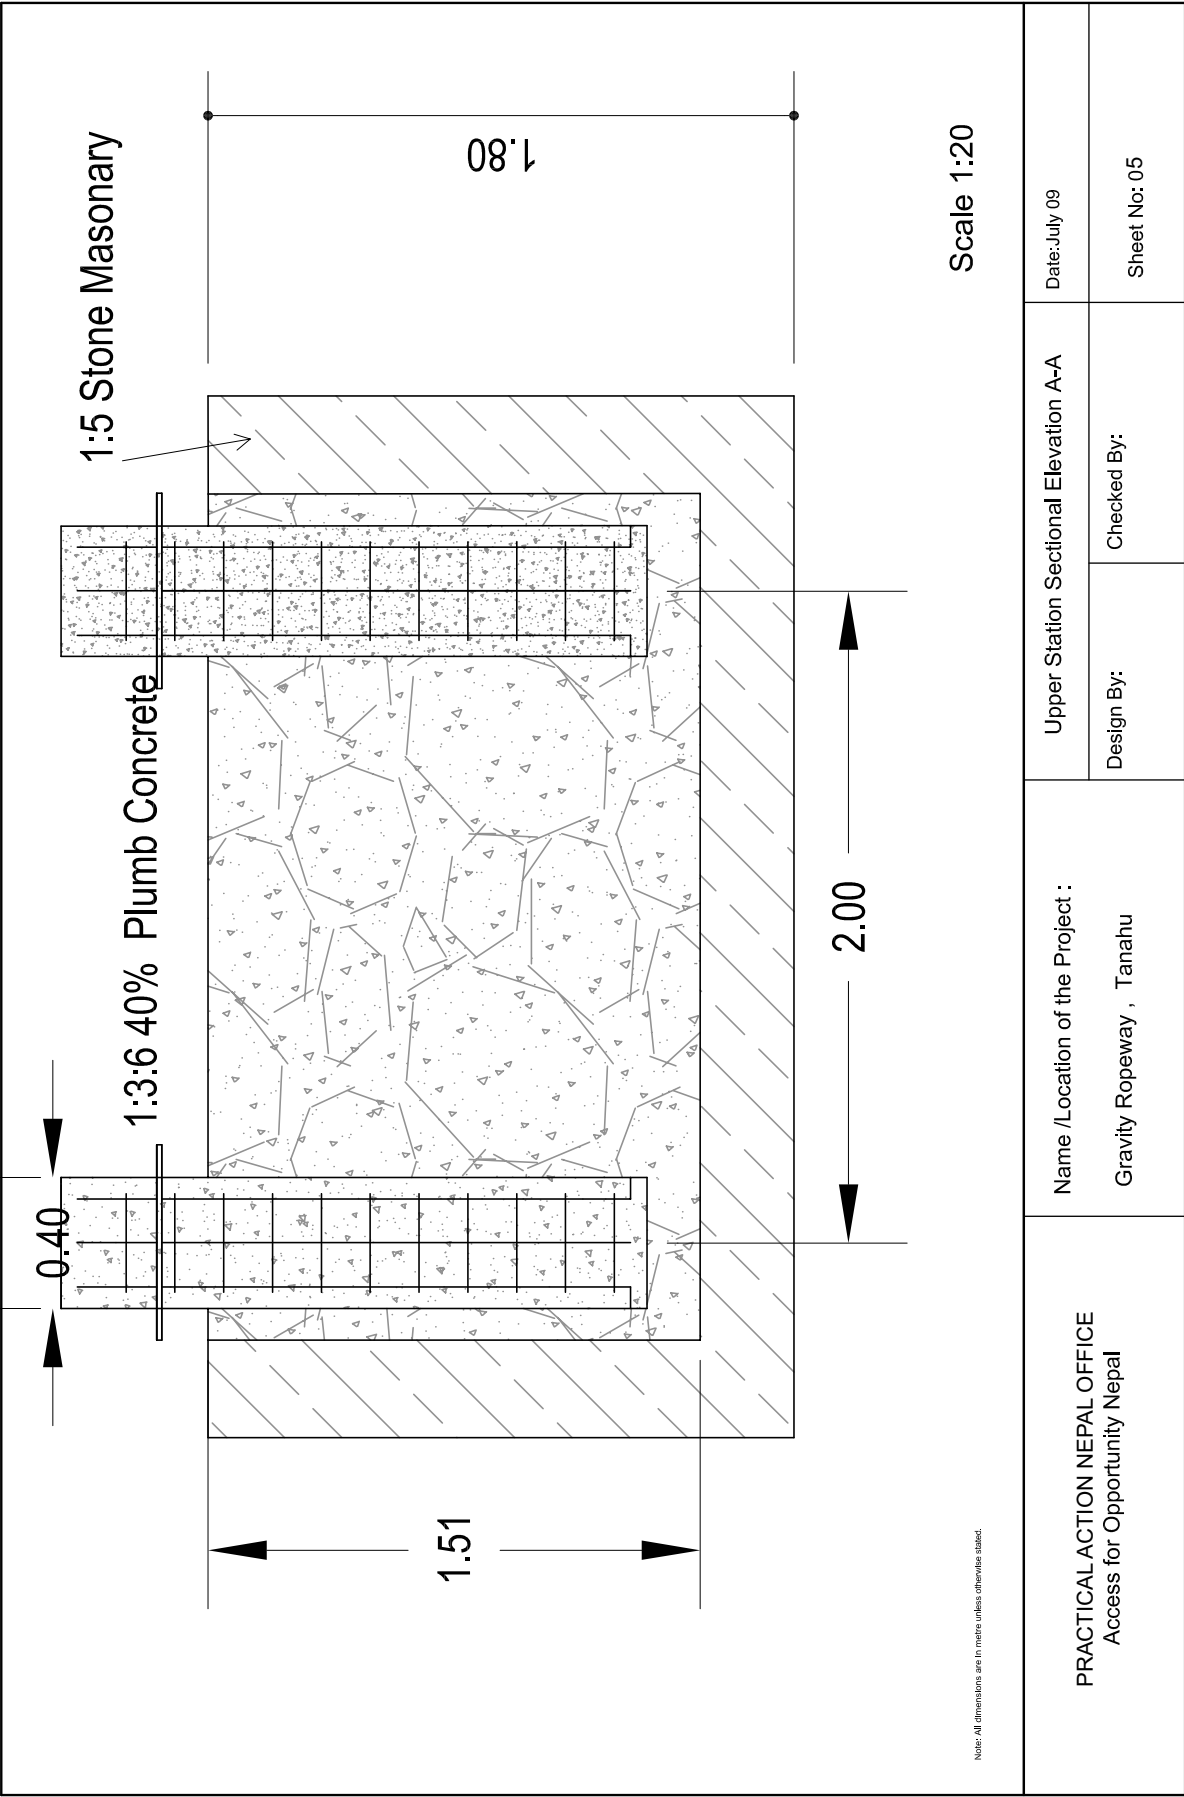 0.40
1:3:6 40% Plumb Concrete
1:5 Stone Masonary
1.51
1.80
2.00
Scale 1:20
Note: All dimensions are in metre unless otherwise stated.
PRACTICAL ACTION NEPAL OFFICE
Access for Opportunity Nepal
Name /Location of the Project :
Gravity Ropeway , Tanahu
Upper Station Sectional Elevation A-A
Design By:
Checked By:
Date:July 09
Sheet No: 05